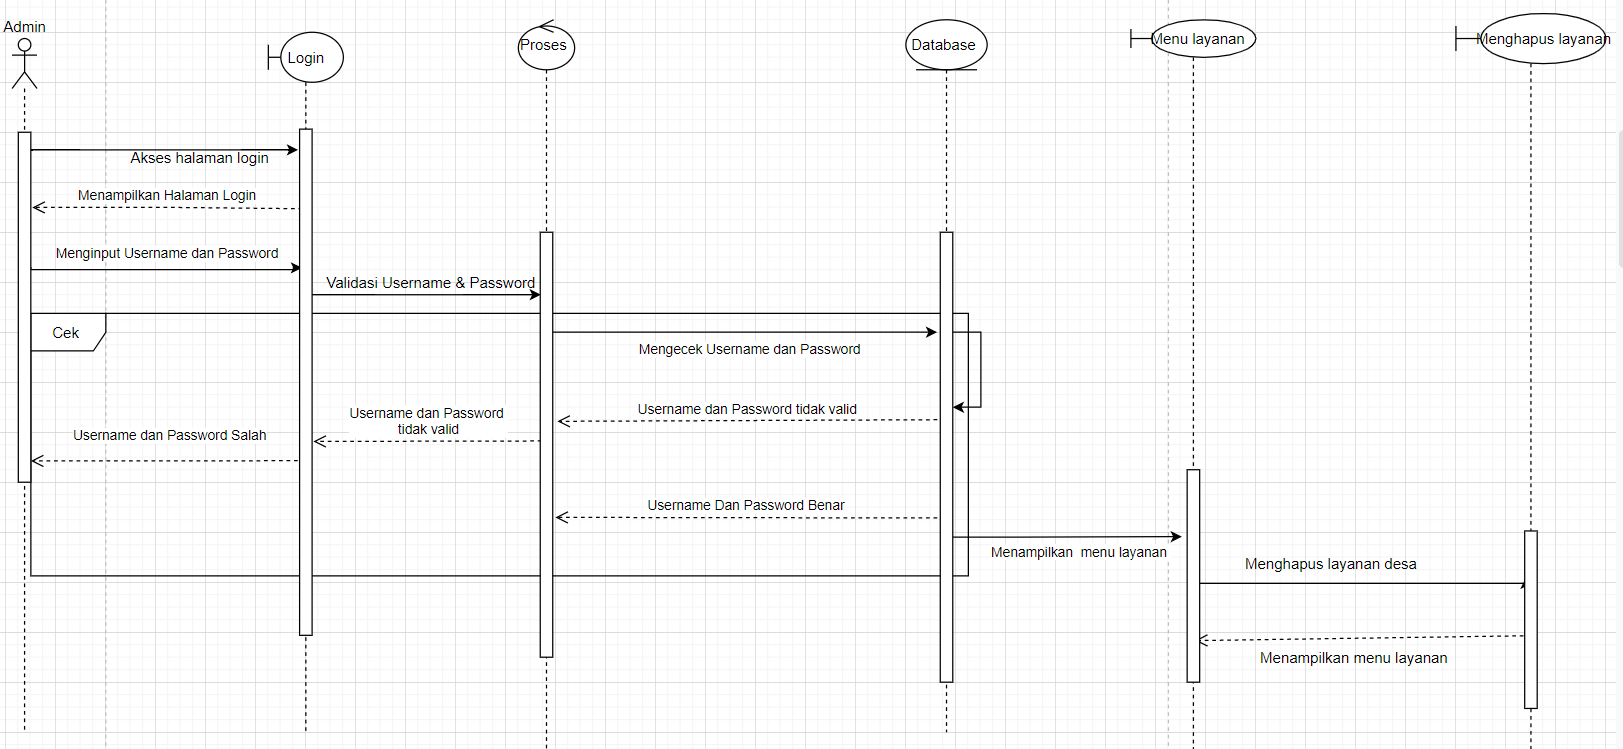 Admin
Login
Proses
Database
Menu layanan
Menghapus layanan
Akses halaman login
Menampilkan Halaman Login
Menginput Username dan Password
Validasi Username & Password
Cek
Mengecek Username dan Password
Username dan Password tidak valid
Username dan Password
tidak valid
Username dan Password Salah
Username Dan Password Benar
Menampilkan  menu layanan
Menghapus layanan desa
Menampilkan menu layanan